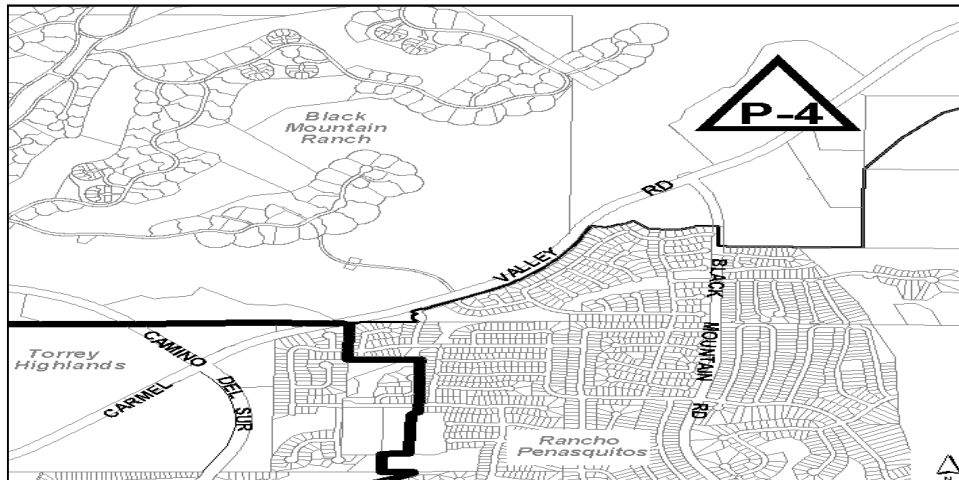 Black
Mountain
Ranch
P-4
RD
VALLEY
BLACK
MOUNTAIN
RD
Torrey
Highlands
CAMINO
DEL SUR
CARMEL
Rancho
Penasquitos